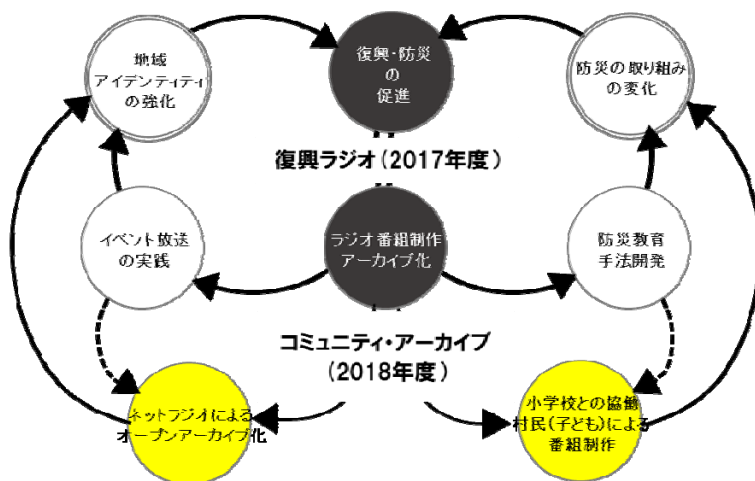 地域
アイデンティティ
の強化
復興・防災
の
促進
防災の取り組み
の変化
復興ラジオ(2017年度)
イベント放送
の実践
ラジオ番組制作
アーカイブ化
防災教育
手法開発
コミュニティ・アーカイブ
(2018年度)
ネットラジオによる
オープンアーカイブ化
小学校との協働
村民(子ども)による
番組制作